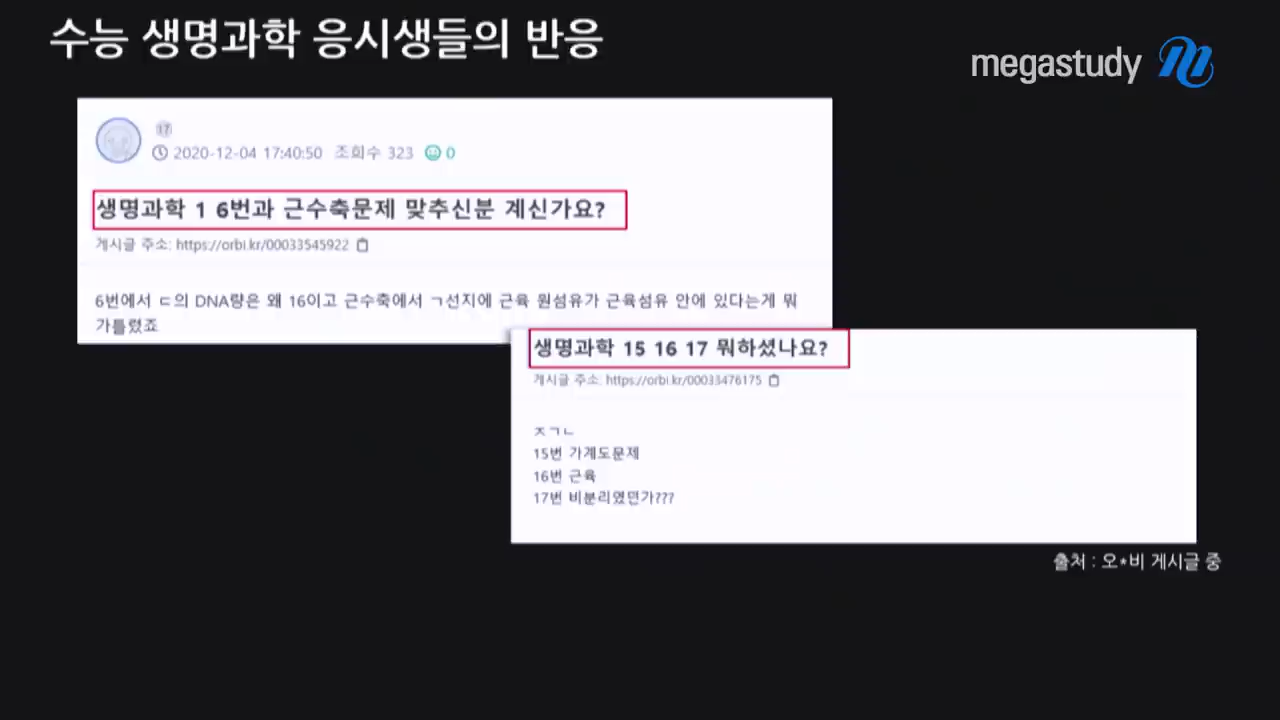 수능 생명과학 응시생들의 반응
megastudy
17
2020-12-04 17:40:50 조회수 323 0
생명과학 1 6번과 근수축문제 맞추신분 계신가요?
게시글 주소: https://orbi.kr/00033545922
6번에서 ㄷ의 DNA량은 왜 16이고 근수축에서 ㄱ선지에 근육 원섬유가 근육섬유 안에 있다는게 뭐
가틀렸죠
생명과학 15 16 17 뭐하셨나요?
게시글 주소: https://orbi.kr/00033476175
ㅈㄱㄴ
15번 가계도문제
16번 근육
17번 비분리였던가???
출처 : 오*비 게시글 중